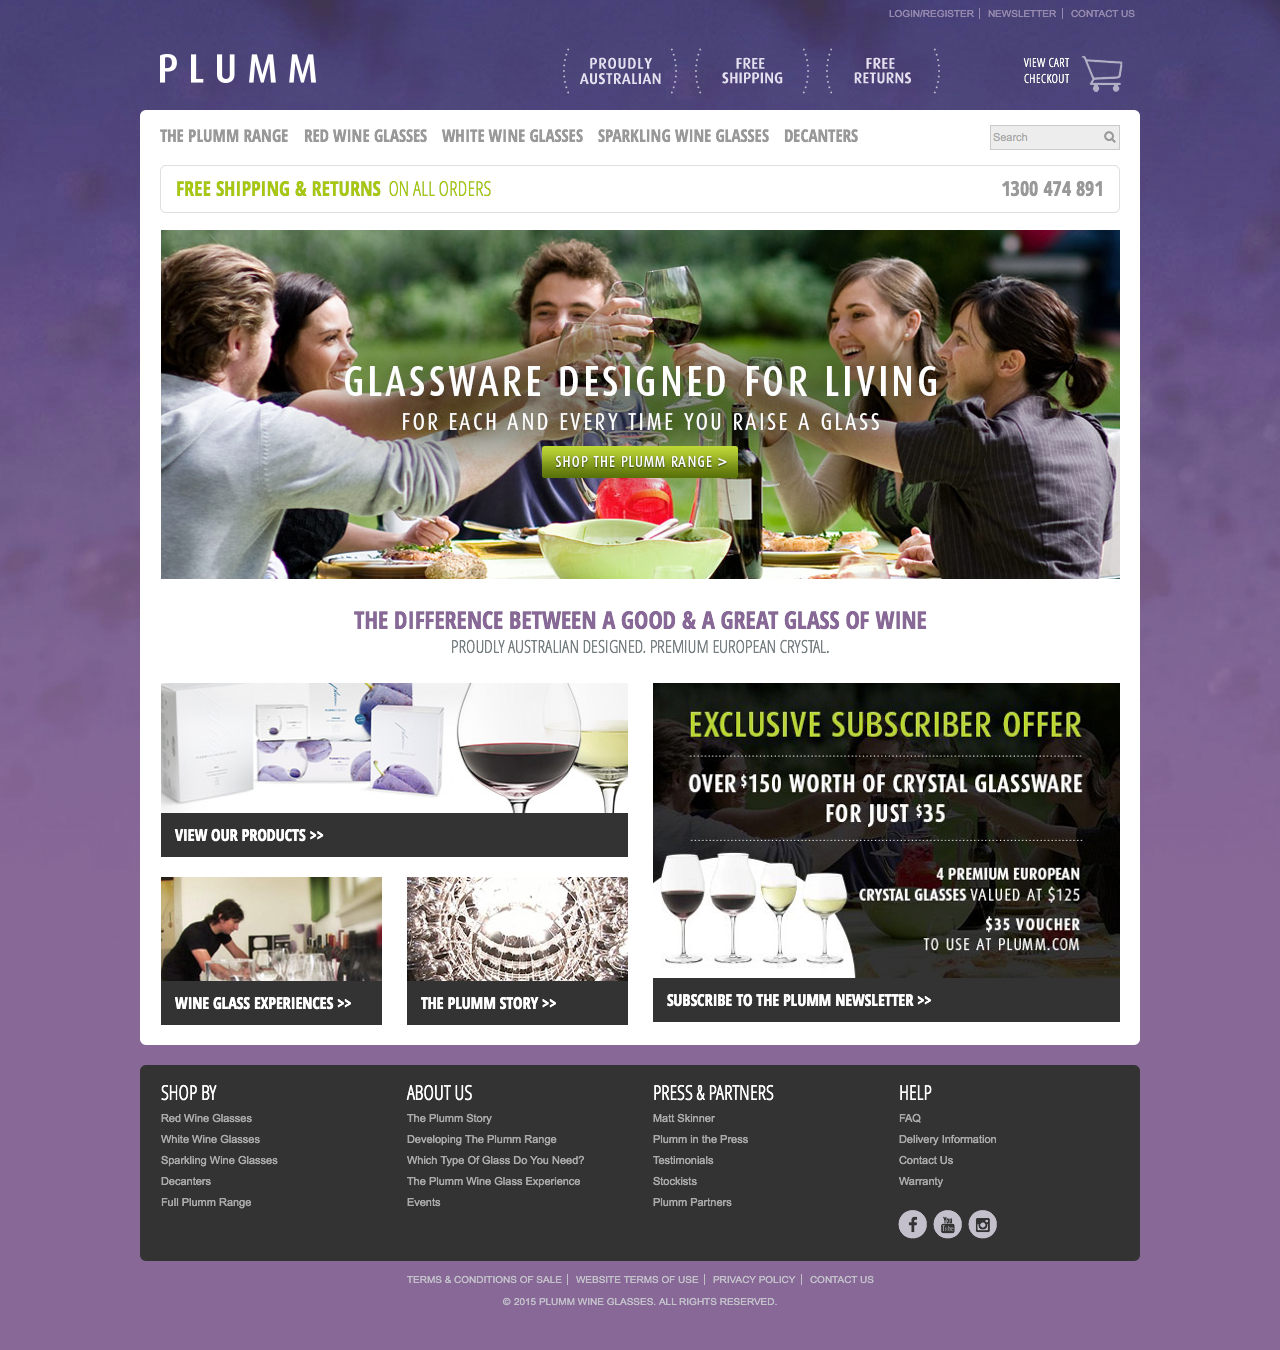 LOGIN/REGISTER | NEWSLETTER | CONTACT US
PLUMM
PROUDLY
AUSTRALIAN
FREE
SHIPPING
FREE
RETURNS
VIEW CART
CHECKOUT
THE PLUMM RANGE RED WINE GLASSES WHITE WINE GLASSES SPARKLING WINE GLASSES DECANTERS
Search
FREE SHIPPING & RETURNS ON ALL ORDERS
1300 474 891
GLASSWARE DESIGNED FOR LIVING
FOR EACH AND EVERY TIME YOU RAISE A GLASS
SHOP THE PLUMM RANGE >
THE DIFFERENCE BETWEEN A GOOD & A GREAT GLASS OF WINE
PROUDLY AUSTRALIAN DESIGNED. PREMIUM EUROPEAN CRYSTAL.
VIEW OUR PRODUCTS >>
WINE GLASS EXPERIENCES >>
THE PLUMM STORY >>
EXCLUSIVE SUBSCRIBER OFFER
OVER $150 WORTH OF CRYSTAL GLASSWARE
FOR JUST $35
4 PREMIUM EUROPEAN
CRYSTAL GLASSES VALUED AT $125
$35 VOUCHER
TO USE AT PLUMM.COM
SUBSCRIBE TO THE PLUMM NEWSLETTER >>
SHOP BY
Red Wine Glasses
White Wine Glasses
Sparkling Wine Glasses
Decanters
Full Plumm Range
ABOUT US
The Plumm Story
Developing The Plumm Range
Which Type Of Glass Do You Need?
The Plumm Wine Glass Experience
Events
PRESS & PARTNERS
Matt Skinner
Plumm in the Press
Testimonials
Stockists
Plumm Partners
HELP
FAQ
Delivery Information
Contact Us
Warranty
You
Tube
TERMS & CONDITIONS OF SALE | WEBSITE TERMS OF USE | PRIVACY POLICY | CONTACT US
© 2015 PLUMM WINE GLASSES. ALL RIGHTS RESERVED.